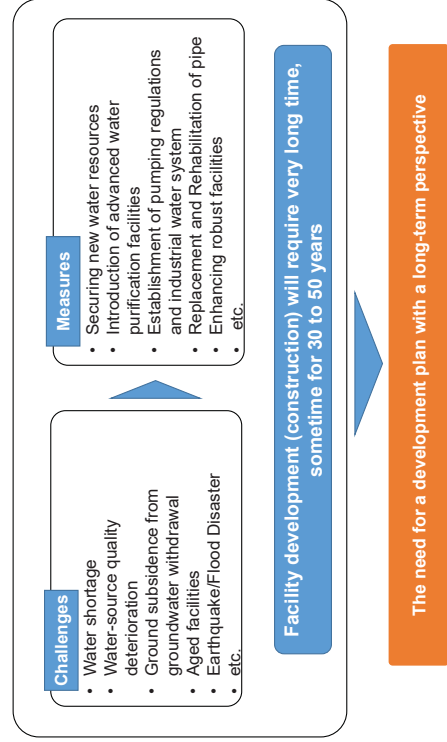 Challenges
• Water shortage
• Water-source quality
deterioration
• Ground subsidence from
groundwater withdrawal
• Aged facilities
• Earthquake/Flood Disaster
• etc.
Measures
• Securing new water resources
• Introduction of advanced water
purification facilities
• Establishment of pumping regulations
and industrial water system
• Replacement and Rehabilitation of pipe
• Enhancing robust facilities
• etc.
Facility development (construction) will require very long time,
sometime for 30 to 50 years
The need for a development plan with a long-term perspective